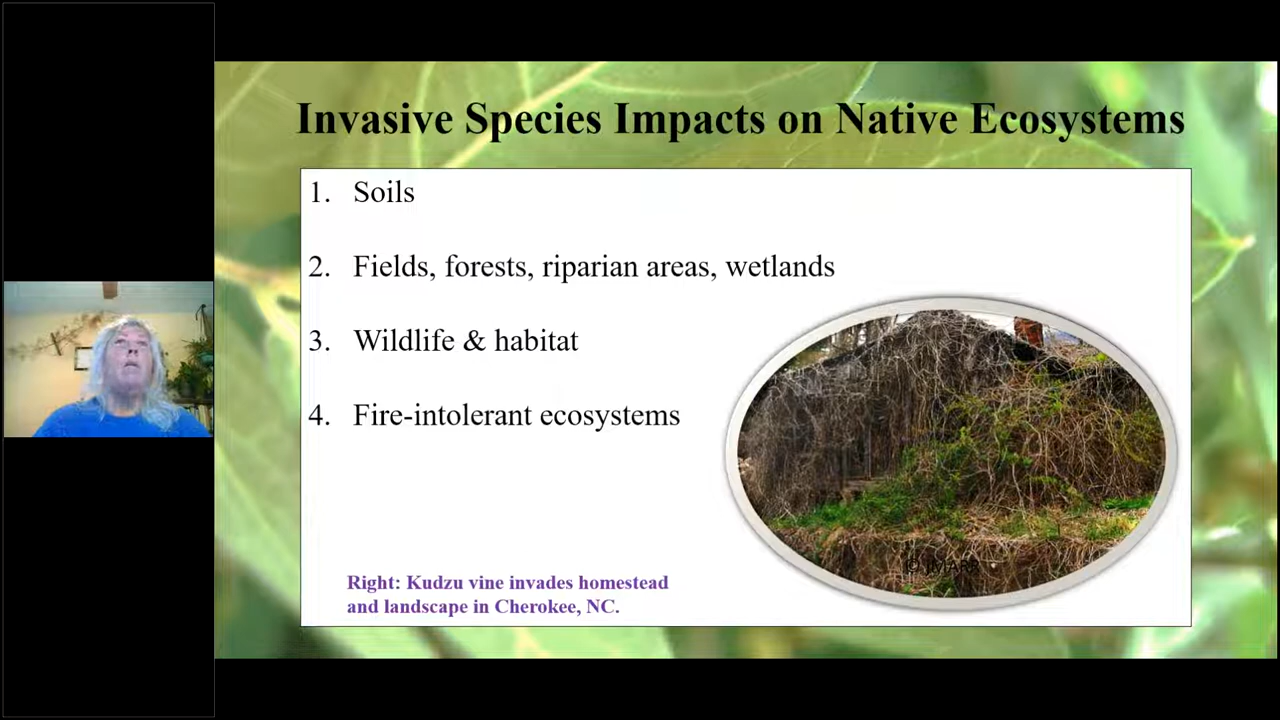 Invasive Species Impacts on Native Ecosystems
1. Soils
2. Fields, forests, riparian areas, wetlands
3. Wildlife & habitat
4. Fire-intolerant ecosystems
Right: Kudzu vine invades homestead
and landscape in Cherokee, NC.